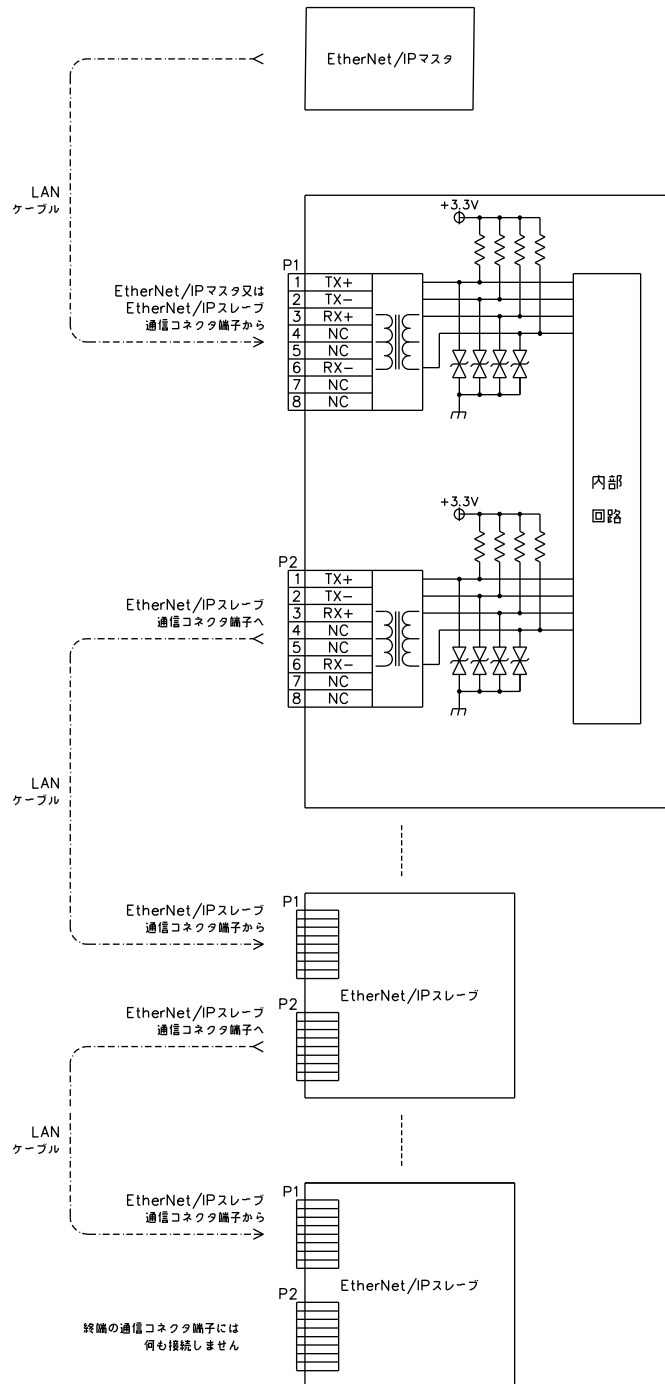 EtherNet/IPマスタ
LAN
ケーブル
EtherNet/IPマスタ又は
EtherNet/IPスレーブ
通信コネクタ端子から
+3.3V
P1
1 TX+
2 TX−
3 RX+
4 NC
5 NC
6 RX−
7 NC
8 NC
内部
回路
+3.3V
P2
1 TX+
2 TX−
3 RX+
4 NC
5 NC
6 RX−
7 NC
8 NC
EtherNet/IPスレーブ
通信コネクタ端子へ
LAN
ケーブル
EtherNet/IPスレーブ
通信コネクタ端子から
P1
EtherNet/IPスレーブ
P2
EtherNet/IPスレーブ
通信コネクタ端子へ
LAN
ケーブル
EtherNet/IPスレーブ
通信コネクタ端子から
P1
EtherNet/IPスレーブ
P2
終端の通信コネクタ端子には
何も接続しません